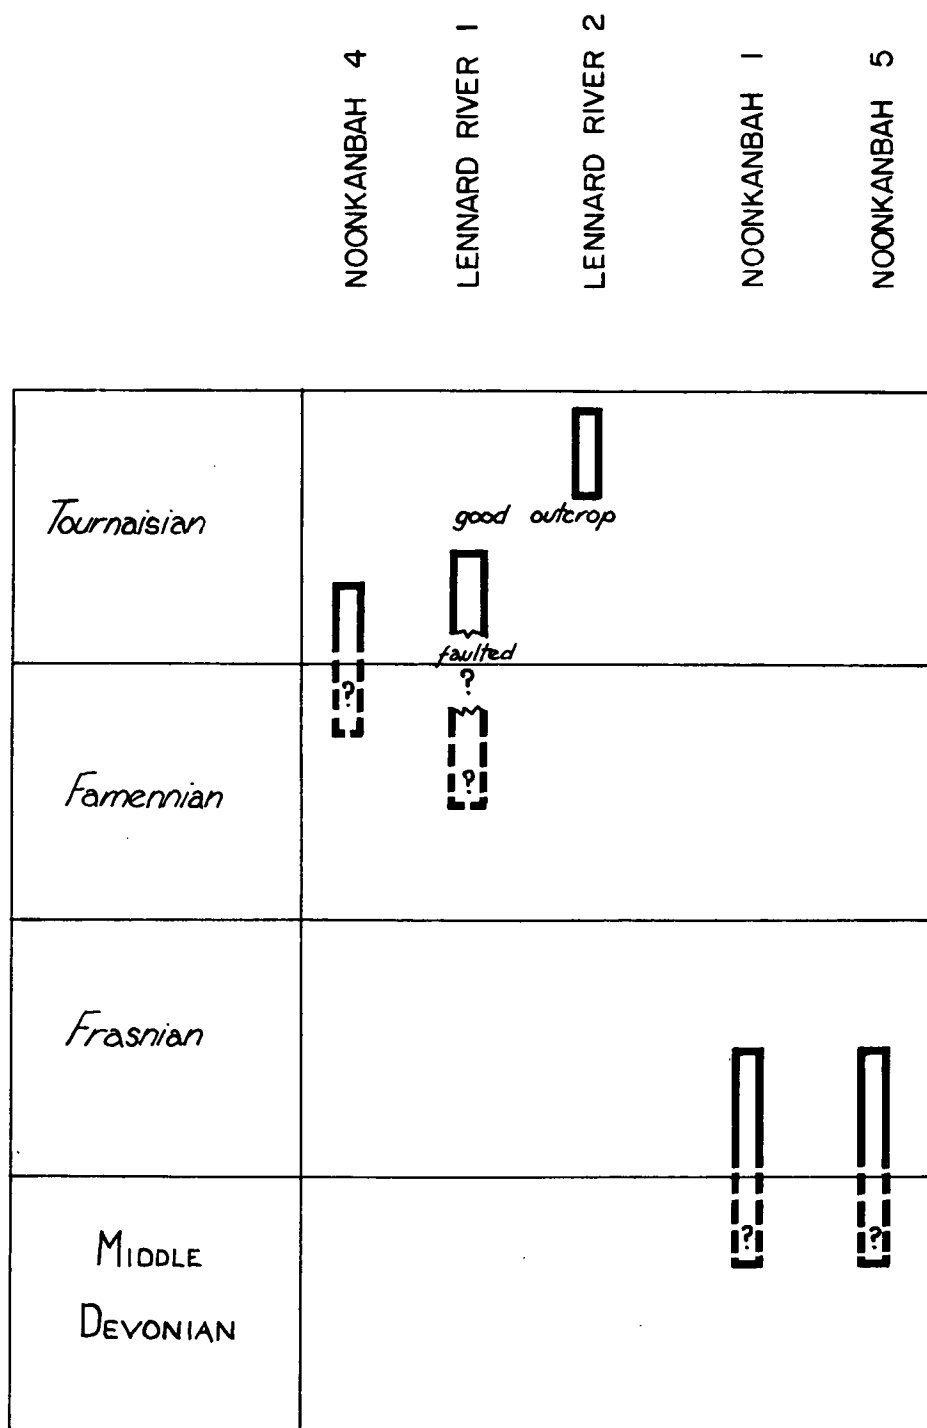 NOONKANBAH 4
LENNARD RIVER 1
LENNARD RIVER 2
NOONKANBAH 1
NOONKANBAH 5
Tournaisian
good outcrop
faulted
?
?
?
Famennian
Frasnian
MIDDLE
DEVONIAN
?
?